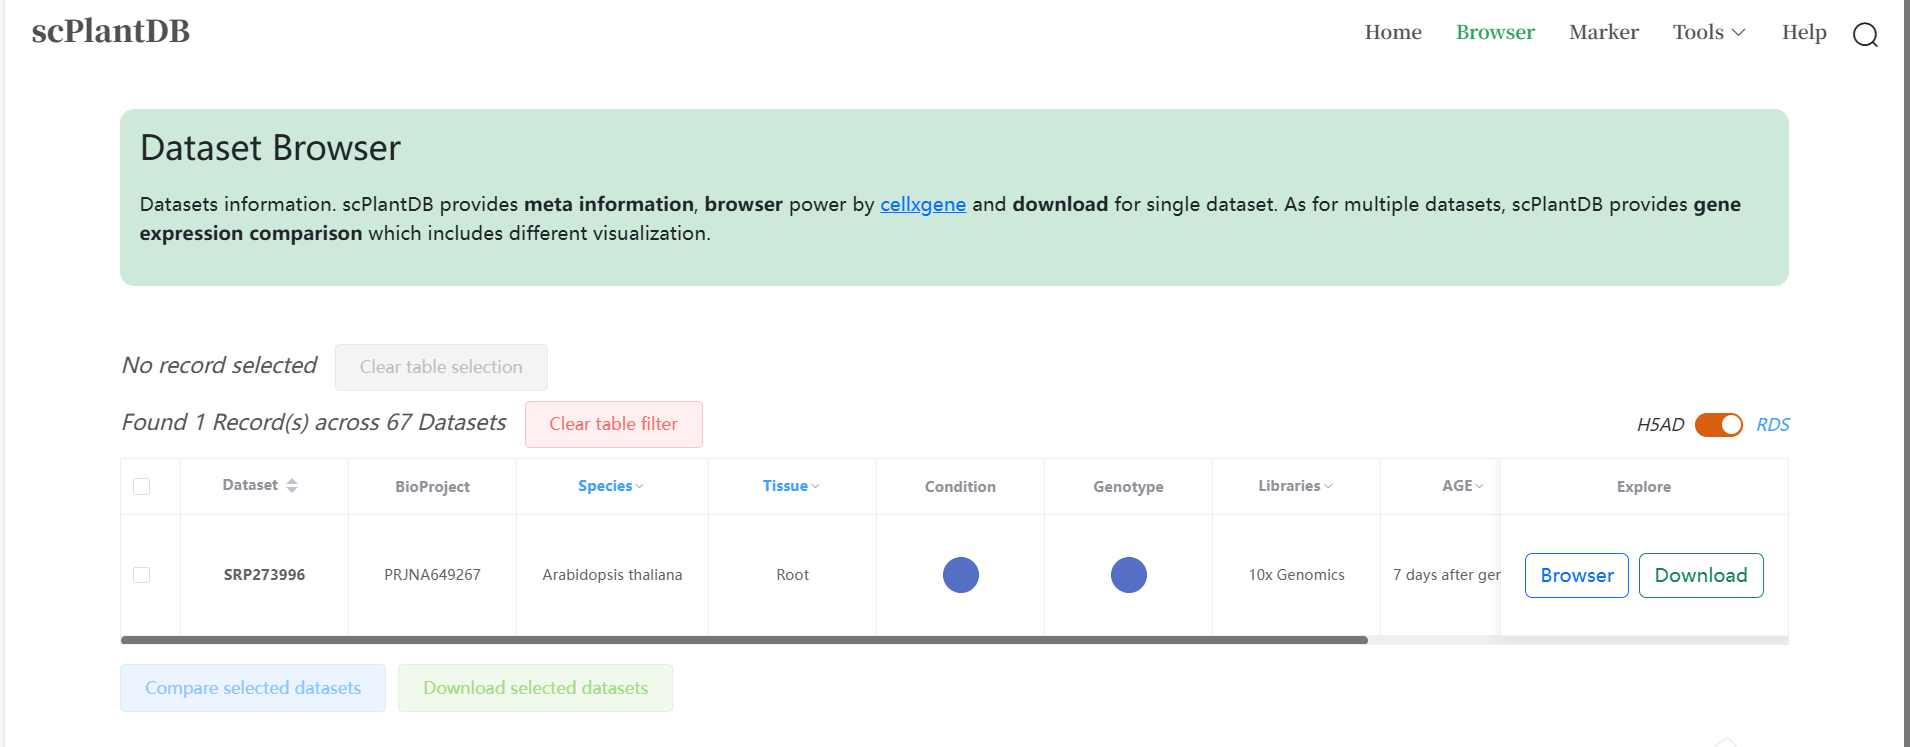 scPlantDB
Home Browser Marker Tools Help
Dataset Browser
Datasets information. scPlantDB provides meta information, browser power by cellxgene and download for single dataset. As for multiple datasets, scPlantDB provides gene
expression comparison which includes different visualization.
No record selected Clear table selection
Found 1 Record(s) across 67 Datasets Clear table filter H5AD RDS
Dataset BioProject Species Tissue Condition Genotype Libraries AGE Explore
SRP273996 PRJNA649267 Arabidopsis thaliana Root 10x Genomics 7 days after ger Browser Download
Compare selected datasets Download selected datasets